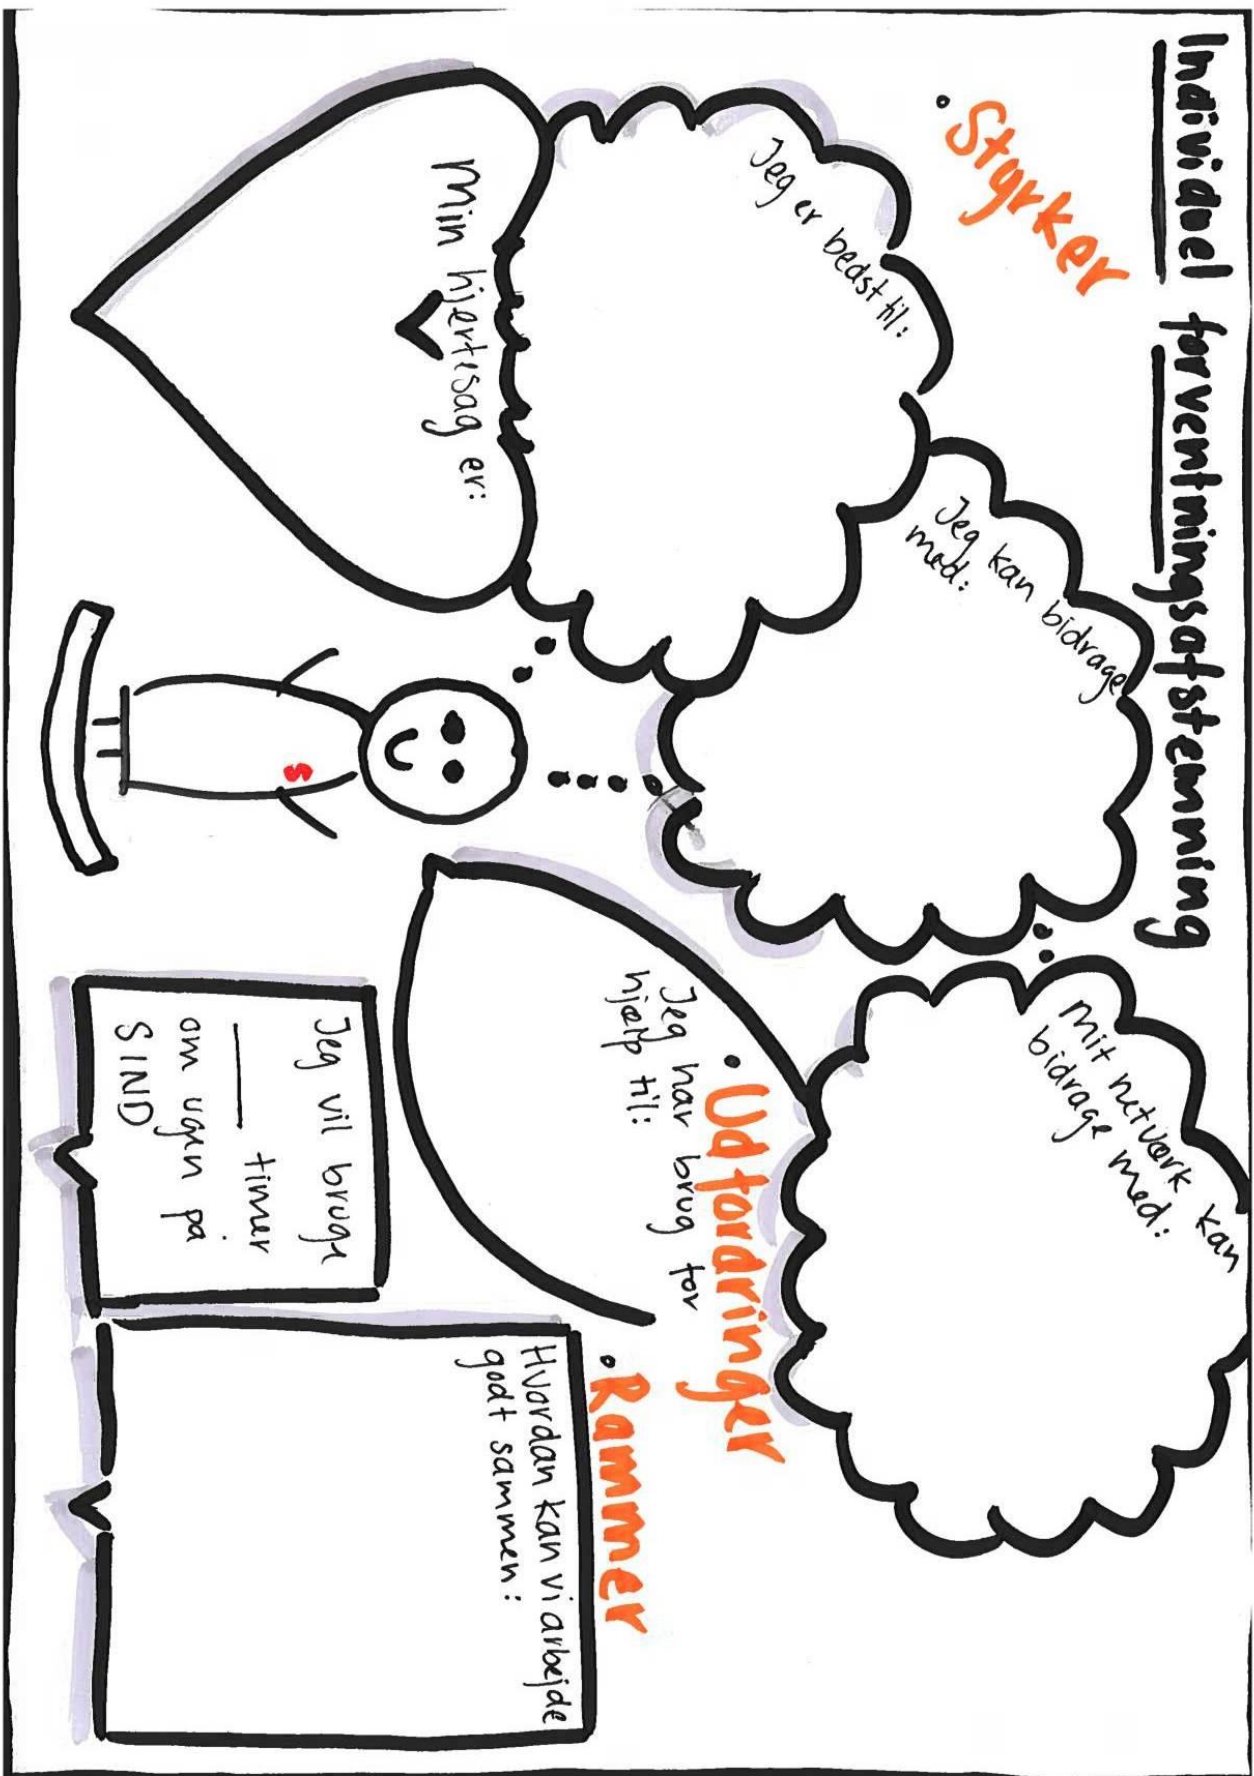 Individuel forventningsafstemning
• Styrker
Jeg er bedst til:
Jeg kan bidrage
med:
Mit netværk kan
bidrage med:
Min hjertesag er:
S
• Udfordringer
Jeg har brug for
hjælp til:
Jeg vil bruge
____ timer
om ugen på
SIND
• Rammer
Hvordan kan vi arbejde
godt sammen: